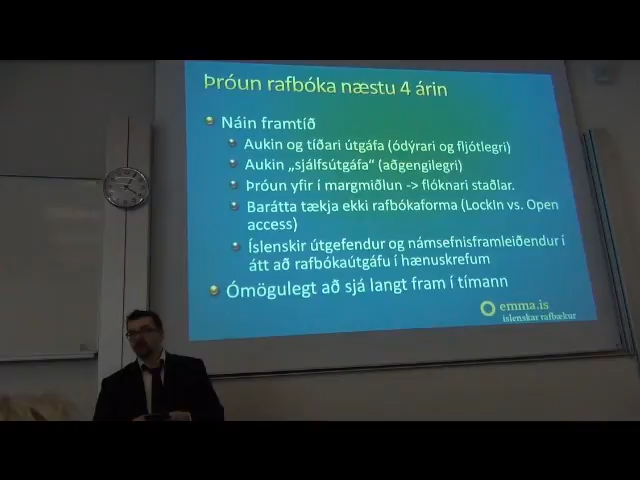 Þróun rafbóka næstu 4 árin
Náin framtíð
Aukin og tíðari útgáfa (ódýrari og fljótlegri)
Aukin „sjálfsútgáfa“ (aðgengilegri)
Þróun yfir í margmiðlun -> flóknari staðlar.
Barátta tækja ekki rafbókaforma (LockIn vs. Open
access)
Íslenskir útgefendur og námsefnisframleiðendur í
átt að rafbókaútgáfu í hænuskrefum
Ómögulegt að sjá langt fram í tímann
emma.is
íslenskar rafbækur